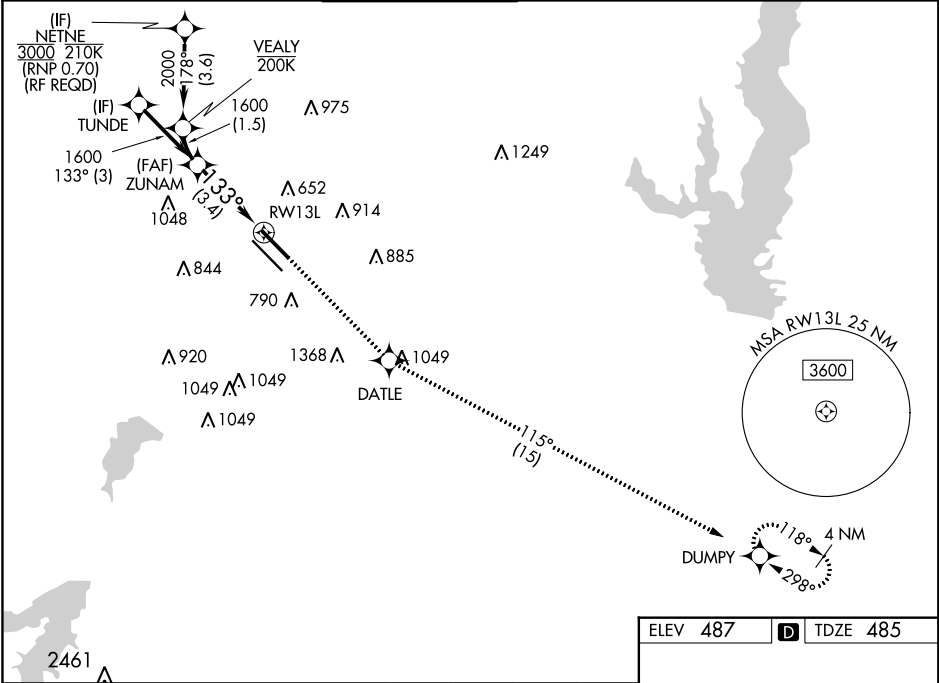 (IF)
NETNE
3000 210K
(RNP 0.70)
(RF REQD)
2000
178°
(3.6)
VEALY
200K
(IF)
TUNDE
1600
(1.5)
975
1249
1600
133° (3)
(FAF)
ZUNAM
133°
(3.4)
652
RW13L
914
1048
885
844
790
MSA RW13L 25 NM
3600
920
1368
1049
DATLE
1049
1049
1049
115°
(15)
118°
4 NM
DUMPY
298°
ELEV 487
D
TDZE 485
2461